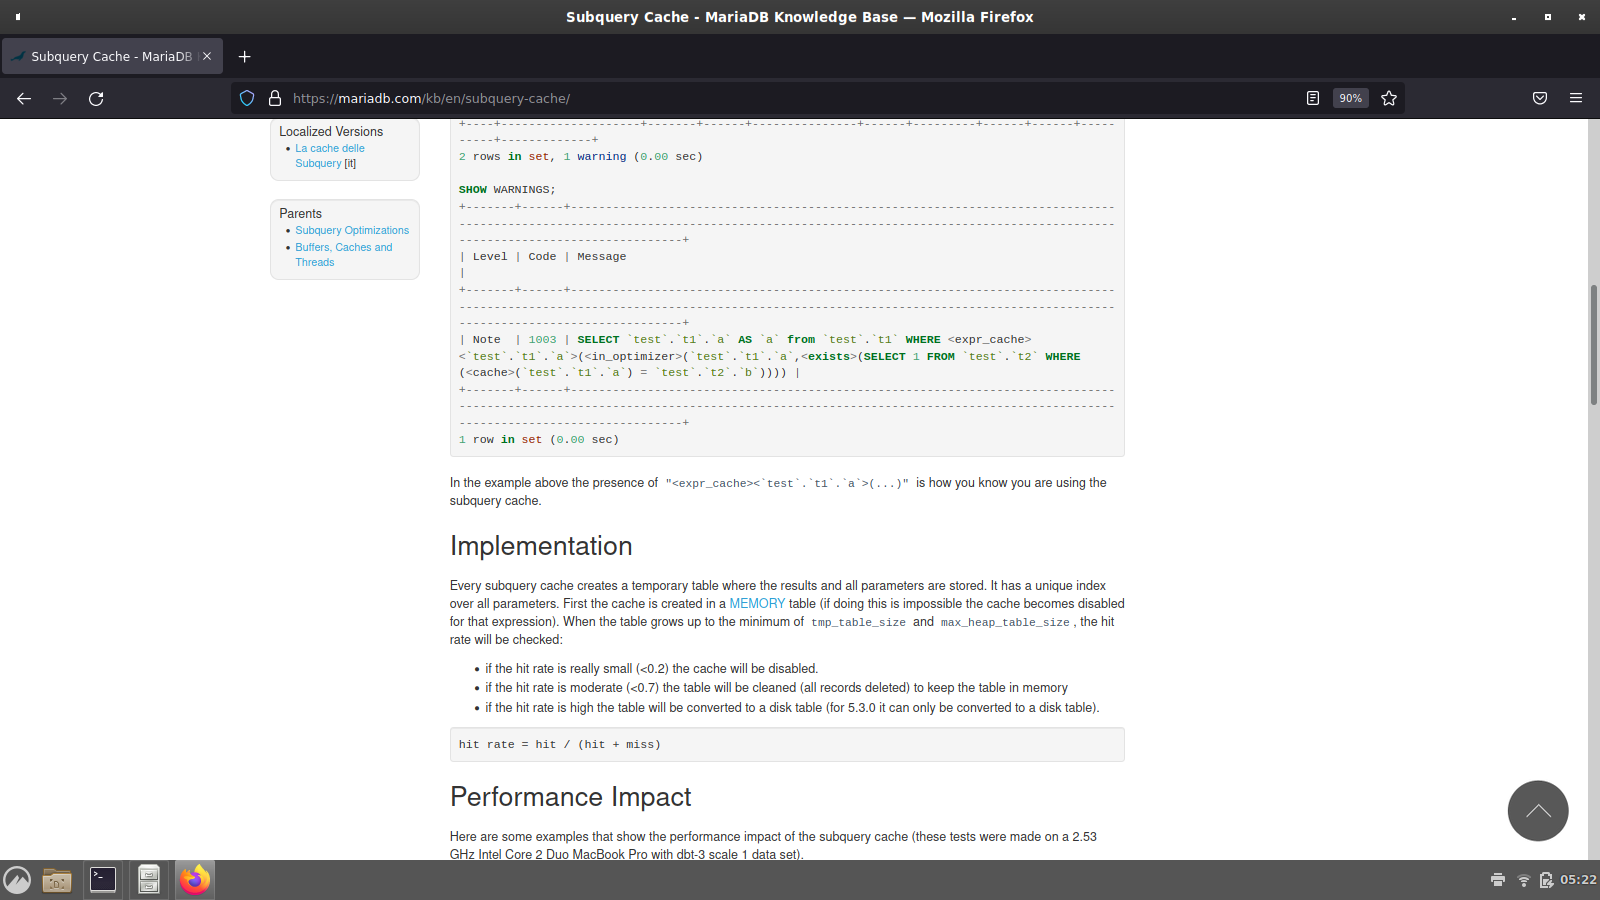 Subquery Cache - MariaDB Knowledge Base — Mozilla Firefox
Subquery Cache - MariaDB
https://mariadb.com/kb/en/subquery-cache/
90%
Localized Versions
La cache delle
Subquery [it]
Parents
Subquery Optimizations
Buffers, Caches and
Threads
+----+--------------------+-------+------+---------------+------+---------+------+------+-----
-----+-------------+
2 rows in set, 1 warning (0.00 sec)
SHOW WARNINGS;
+-------+------+------------------------------------------------------------------------------
----------------------------------------------------------------------------------------------
--------------------------------+
| Level | Code | Message
|
+-------+------+------------------------------------------------------------------------------
----------------------------------------------------------------------------------------------
--------------------------------+
| Note  | 1003 | SELECT `test`.`t1`.`a` AS `a` from `test`.`t1` WHERE <expr_cache>
<`test`.`t1`.`a`>(<in_optimizer>(`test`.`t1`.`a`,<exists>(SELECT 1 FROM `test`.`t2` WHERE
(<cache>(`test`.`t1`.`a`) = `test`.`t2`.`b`)))) |
+-------+------+------------------------------------------------------------------------------
----------------------------------------------------------------------------------------------
--------------------------------+
1 row in set (0.00 sec)
In the example above the presence of "<expr_cache><`test`.`t1`.`a`>(...)" is how you know you are using the
subquery cache.
Implementation
Every subquery cache creates a temporary table where the results and all parameters are stored. It has a unique index
over all parameters. First the cache is created in a MEMORY table (if doing this is impossible the cache becomes disabled
for that expression). When the table grows up to the minimum of tmp_table_size and max_heap_table_size, the hit
rate will be checked:
• if the hit rate is really small (<0.2) the cache will be disabled.
• if the hit rate is moderate (<0.7) the table will be cleaned (all records deleted) to keep the table in memory
• if the hit rate is high the table will be converted to a disk table (for 5.3.0 it can only be converted to a disk table).
hit rate = hit / (hit + miss)
Performance Impact
Here are some examples that show the performance impact of the subquery cache (these tests were made on a 2.53
GHz Intel Core 2 Duo MacBook Pro with dbt-3 scale 1 data set).
05:22